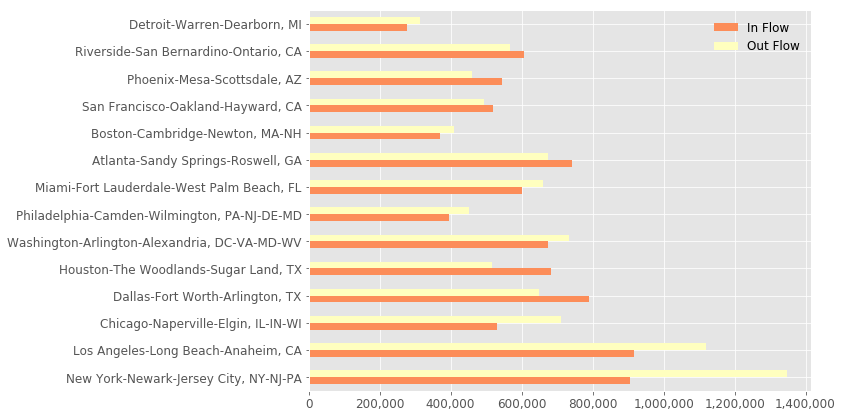 Detroit-Warren-Dearborn, MI
Riverside-San Bernardino-Ontario, CA
Phoenix-Mesa-Scottsdale, AZ
San Francisco-Oakland-Hayward, CA
Boston-Cambridge-Newton, MA-NH
Atlanta-Sandy Springs-Roswell, GA
Miami-Fort Lauderdale-West Palm Beach, FL
Philadelphia-Camden-Wilmington, PA-NJ-DE-MD
Washington-Arlington-Alexandria, DC-VA-MD-WV
Houston-The Woodlands-Sugar Land, TX
Dallas-Fort Worth-Arlington, TX
Chicago-Naperville-Elgin, IL-IN-WI
Los Angeles-Long Beach-Anaheim, CA
New York-Newark-Jersey City, NY-NJ-PA
In Flow
Out Flow
0 200,000 400,000 600,000 800,000 1,000,000 1,200,000 1,400,000